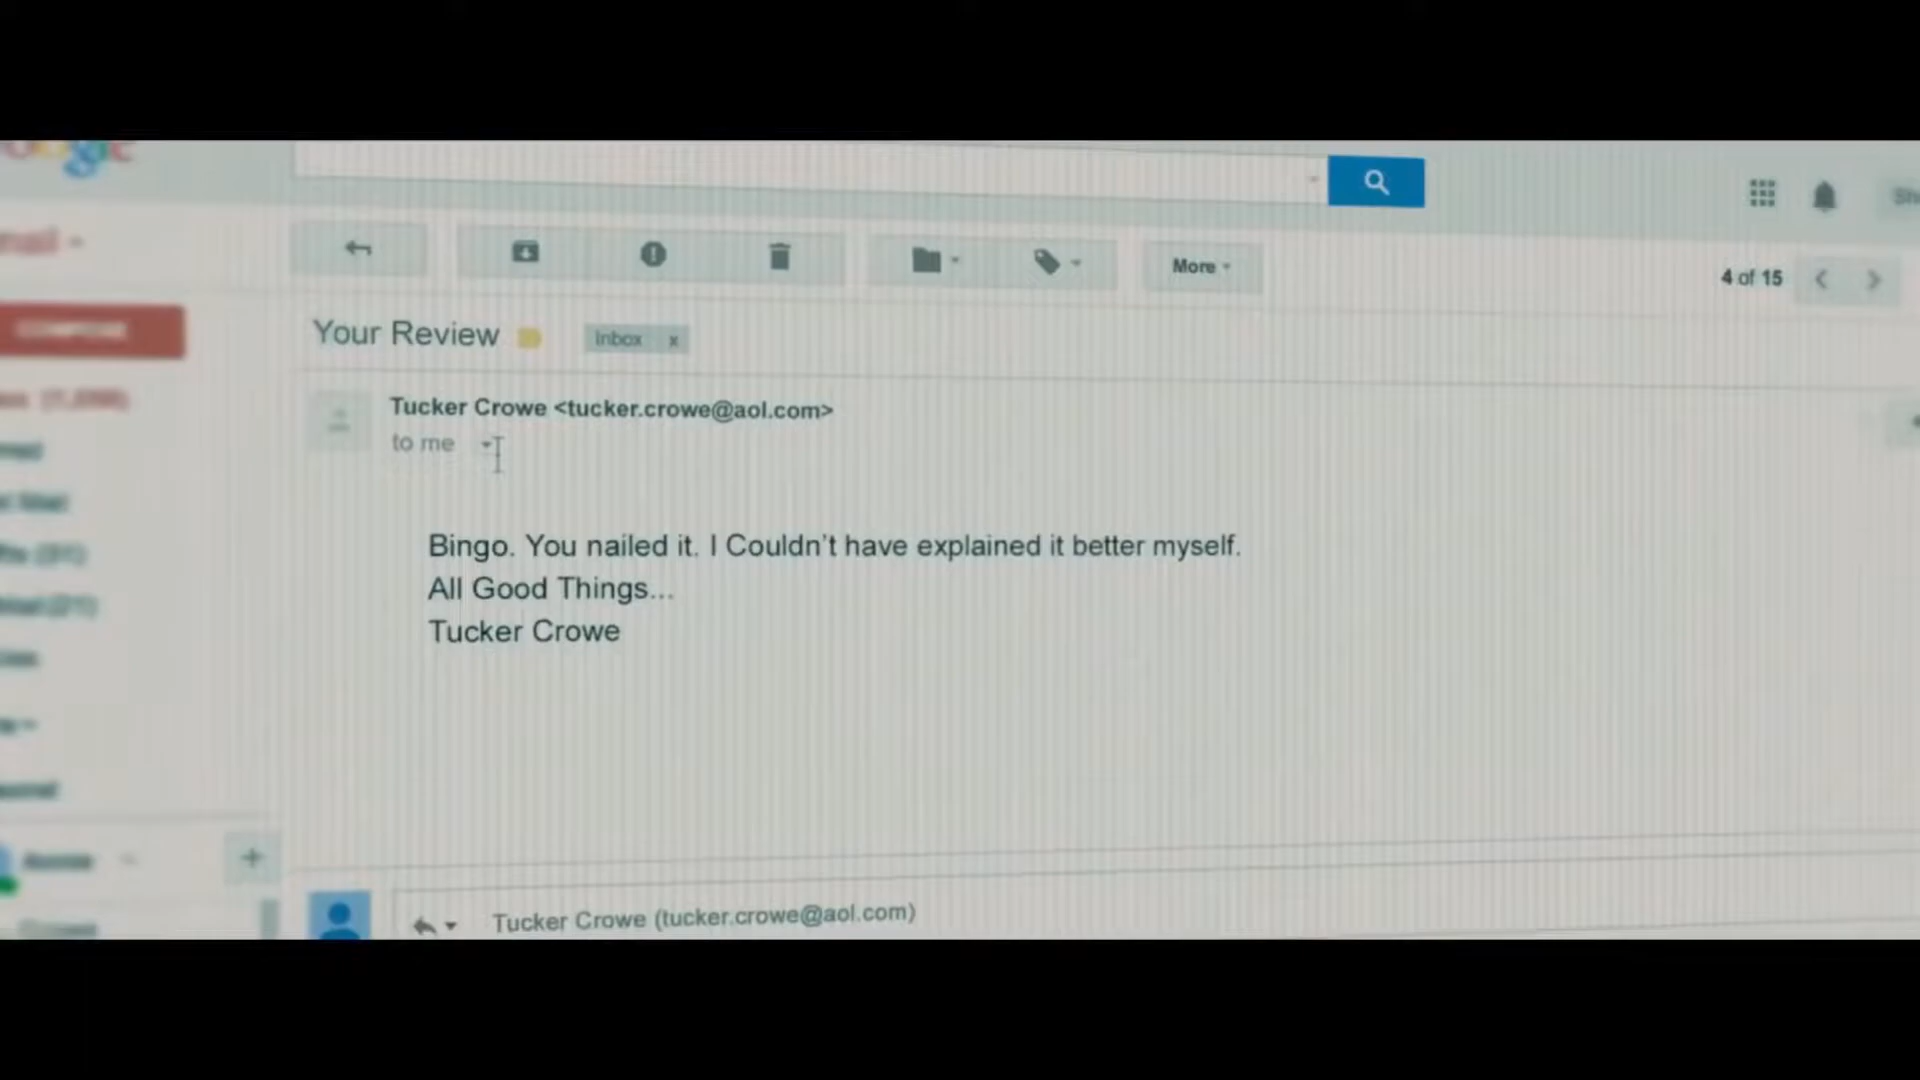 More
4 of 15
COMPOSE
Your Review
Inbox x
Tucker Crowe <tucker.crowe@aol.com>
to me
Bingo. You nailed it. I Couldn't have explained it better myself.
All Good Things...
Tucker Crowe
Tucker Crowe (tucker.crowe@aol.com)